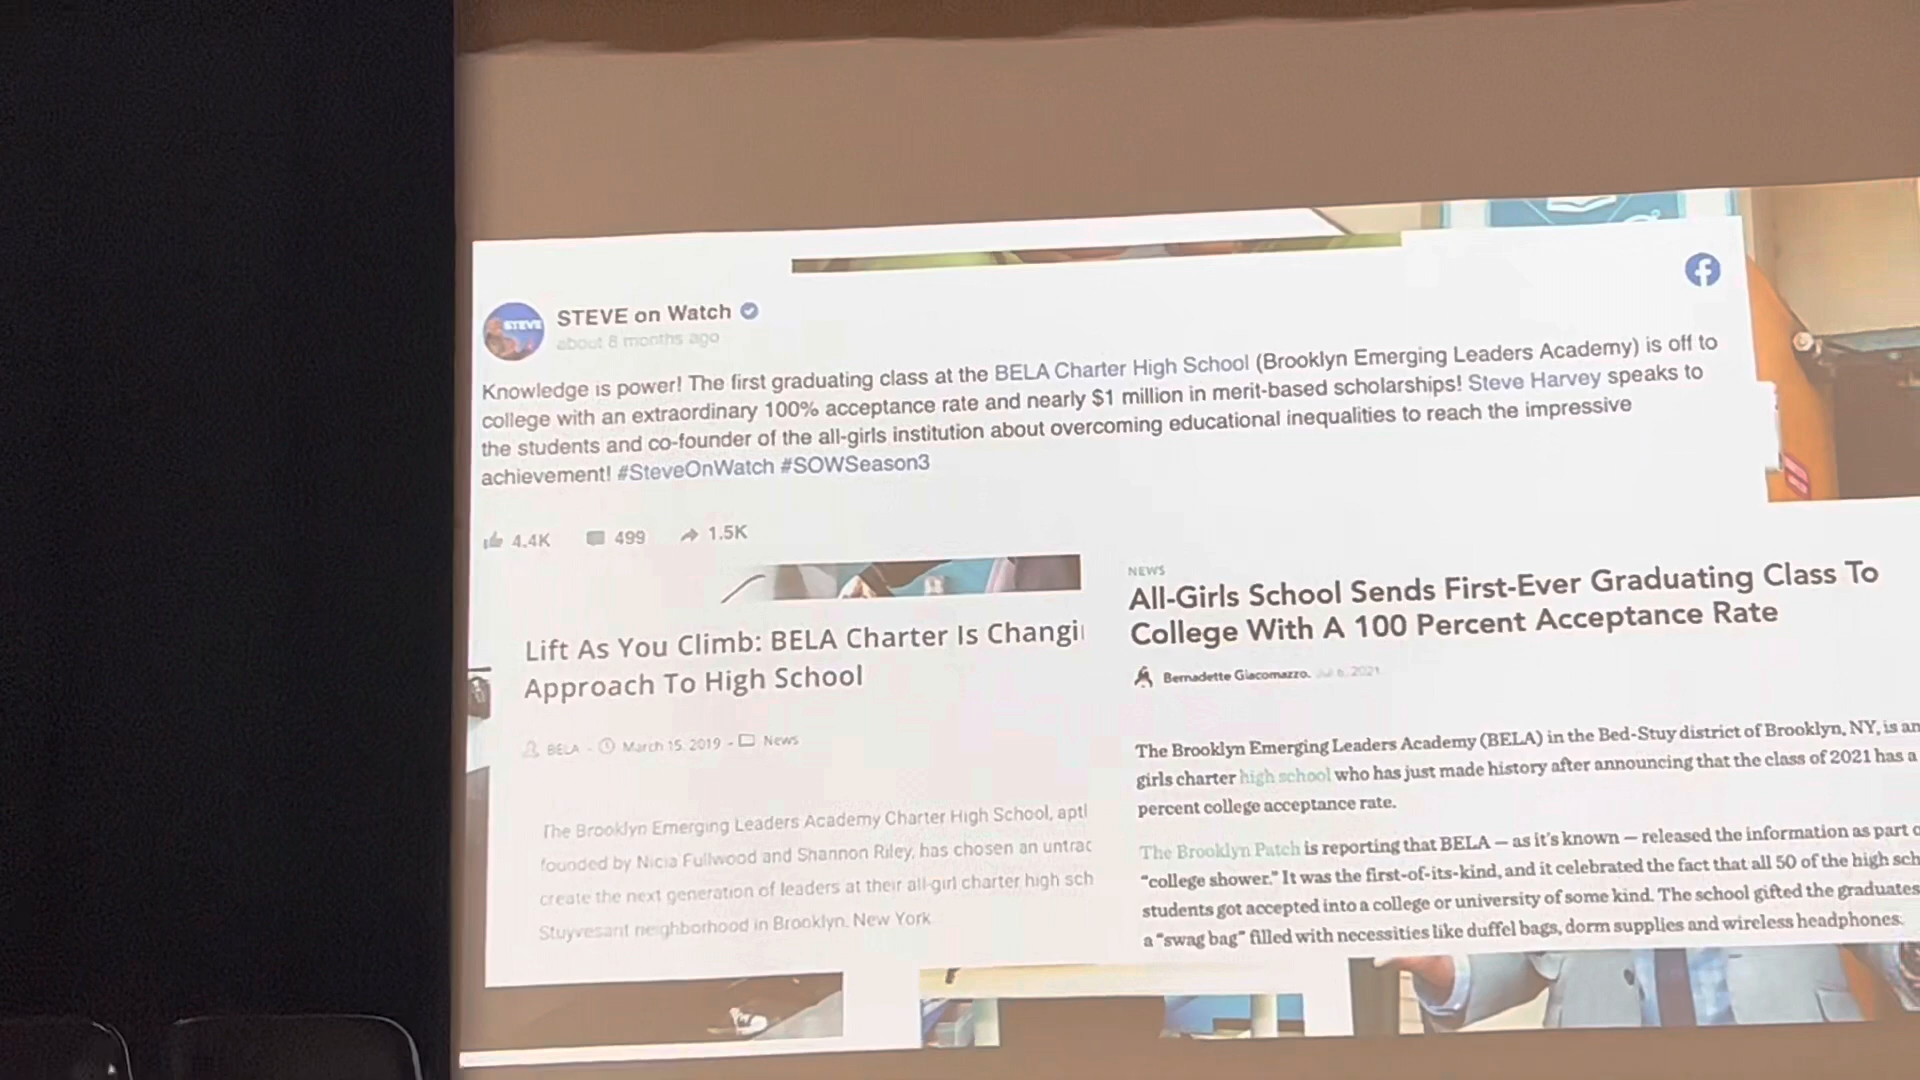 STEVE
STEVE on Watch
about 8 months ago
Knowledge is power! The first graduating class at the BELA Charter High School (Brooklyn Emerging Leaders Academy) is off to
college with an extraordinary 100% acceptance rate and nearly $1 million in merit-based scholarships! Steve Harvey speaks to
the students and co-founder of the all-girls institution about overcoming educational inequalities to reach the impressive
achievement! #SteveOnWatch #SOWSeason3
4.4K 499 1.5K
Lift As You Climb: BELA Charter Is Changi
Approach To High School
BELA - March 15, 2019 - News
The Brooklyn Emerging Leaders Academy Charter High School, aptl
founded by Nicia Fullwood and Shannon Riley, has chosen an untrac
create the next generation of leaders at their all-girl charter high sch
Stuyvesant neighborhood in Brooklyn, New York
NEWS
All-Girls School Sends First-Ever Graduating Class To
College With A 100 Percent Acceptance Rate
Bernadette Giacomazzo. Jul 6, 2021
The Brooklyn Emerging Leaders Academy (BELA) in the Bed-Stuy district of Brooklyn, NY, is an
girls charter high school who has just made history after announcing that the class of 2021 has a
percent college acceptance rate.
The Brooklyn Patch is reporting that BELA — as it's known — released the information as part o
“college shower.” It was the first-of-its-kind, and it celebrated the fact that all 50 of the high sch
students got accepted into a college or university of some kind. The school gifted the graduates
a “swag bag” filled with necessities like duffel bags, dorm supplies and wireless headphones.